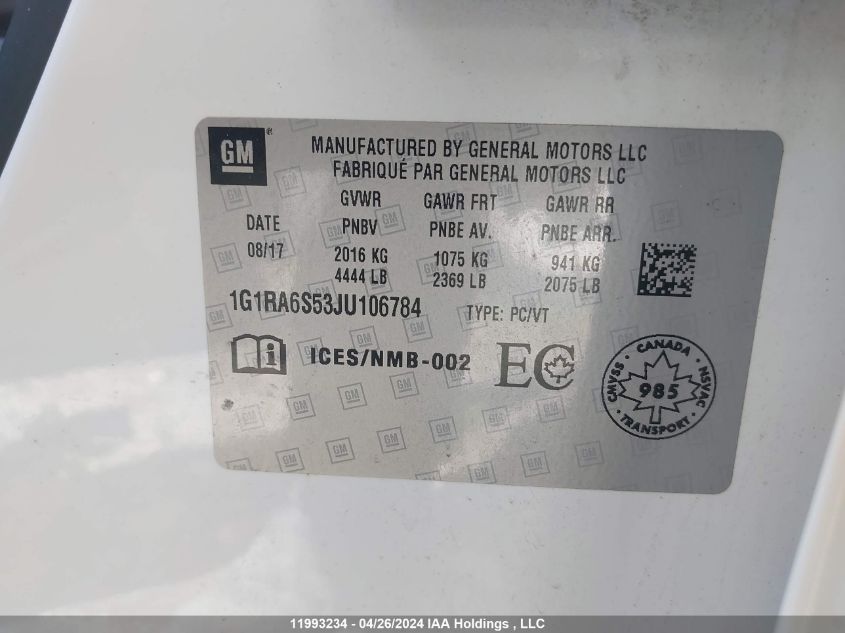 GM
MANUFACTURED BY GENERAL MOTORS LLC
FABRIQUÉ PAR GENERAL MOTORS LLC
DATE
08/17
GVWR
PNBV
2016 KG
4444 LB
GAWR FRT
PNBE AV.
1075 KG
2369 LB
GAWR RR
PNBE ARR.
941 KG
2075 LB
1G1RA6S53JU106784
TYPE: PC/VT
i ICES/NMB-002
EC
CANADA
CMVSS
985
NSVAC
TRANSPORT
11993234 - 04/26/2024 IAA Holdings , LLC